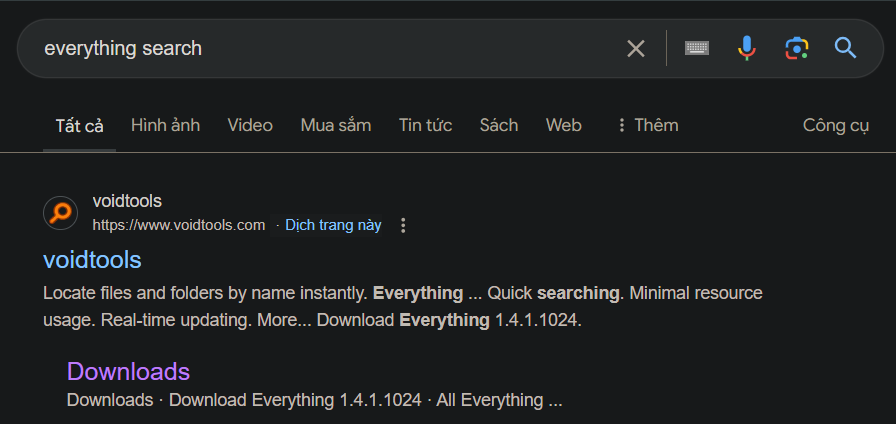 everything search
Tất cả Hình ảnh Video Mua sắm Tin tức Sách Web Thêm Công cụ
voidtools
https://www.voidtools.com · Dịch trang này
voidtools
Locate files and folders by name instantly. Everything ... Quick searching. Minimal resource
usage. Real-time updating. More... Download Everything 1.4.1.1024.
Downloads
Downloads · Download Everything 1.4.1.1024 · All Everything ...